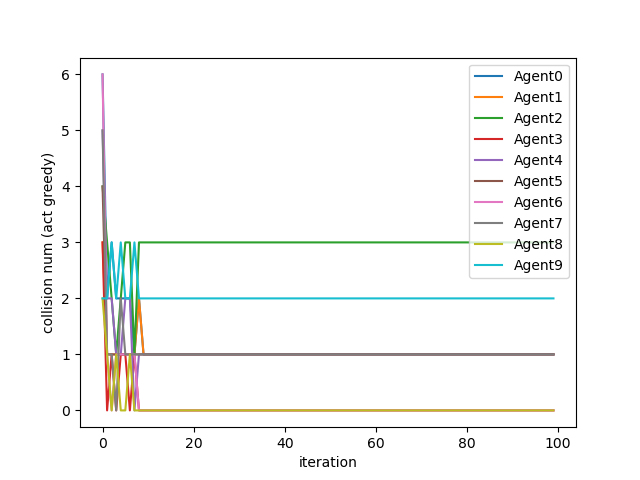 collision num (act greedy)
6
5
4
3
2
1
0
0 20 40 60 80 100
iteration
Agent0
Agent1
Agent2
Agent3
Agent4
Agent5
Agent6
Agent7
Agent8
Agent9